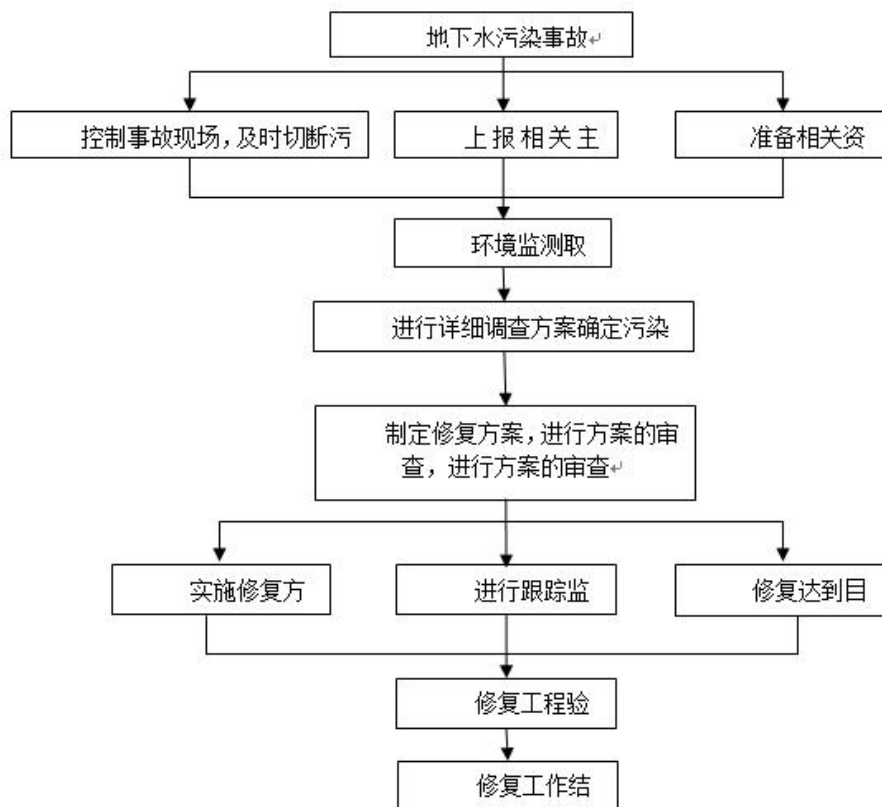 地下水污染事故↵
控制事故现场，及时切断污
上报相关主
准备相关资
环境监测取
进行详细调查方案确定污染
制定修复方案，进行方案的审
查，进行方案的审查↵
实施修复方
进行跟踪监
修复达到目
修复工程验
修复工作结